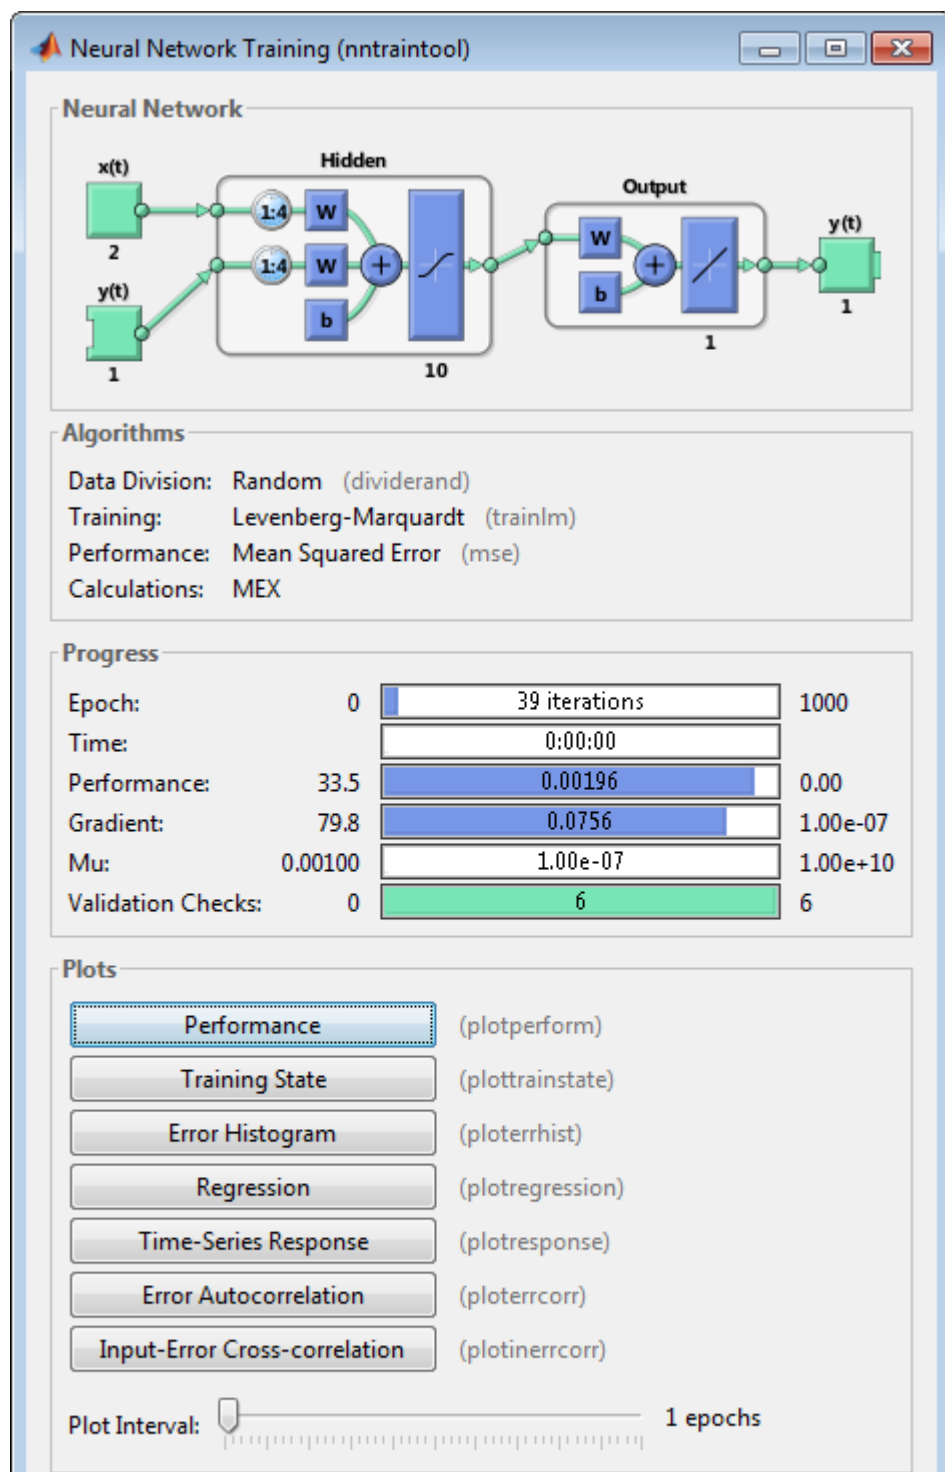 Neural Network Training (nntraintool)
Neural Network
x(t)
2
y(t)
1
Hidden
1:4 W
1:4 W +
b
10
Output
W
b +
1
y(t)
1
Algorithms
Data Division: Random (dividerand)
Training: Levenberg-Marquardt (trainlm)
Performance: Mean Squared Error (mse)
Calculations: MEX
Progress
Epoch: 0 39 iterations 1000
Time: 0:00:00
Performance: 33.5 0.00196 0.00
Gradient: 79.8 0.0756 1.00e-07
Mu: 0.00100 1.00e-07 1.00e+10
Validation Checks: 0 6 6
Plots
Performance (plotperform)
Training State (plottrainstate)
Error Histogram (ploterrhist)
Regression (plotregression)
Time-Series Response (plotresponse)
Error Autocorrelation (ploterrcorr)
Input-Error Cross-correlation (plotinerrcorr)
Plot Interval: 1 epochs